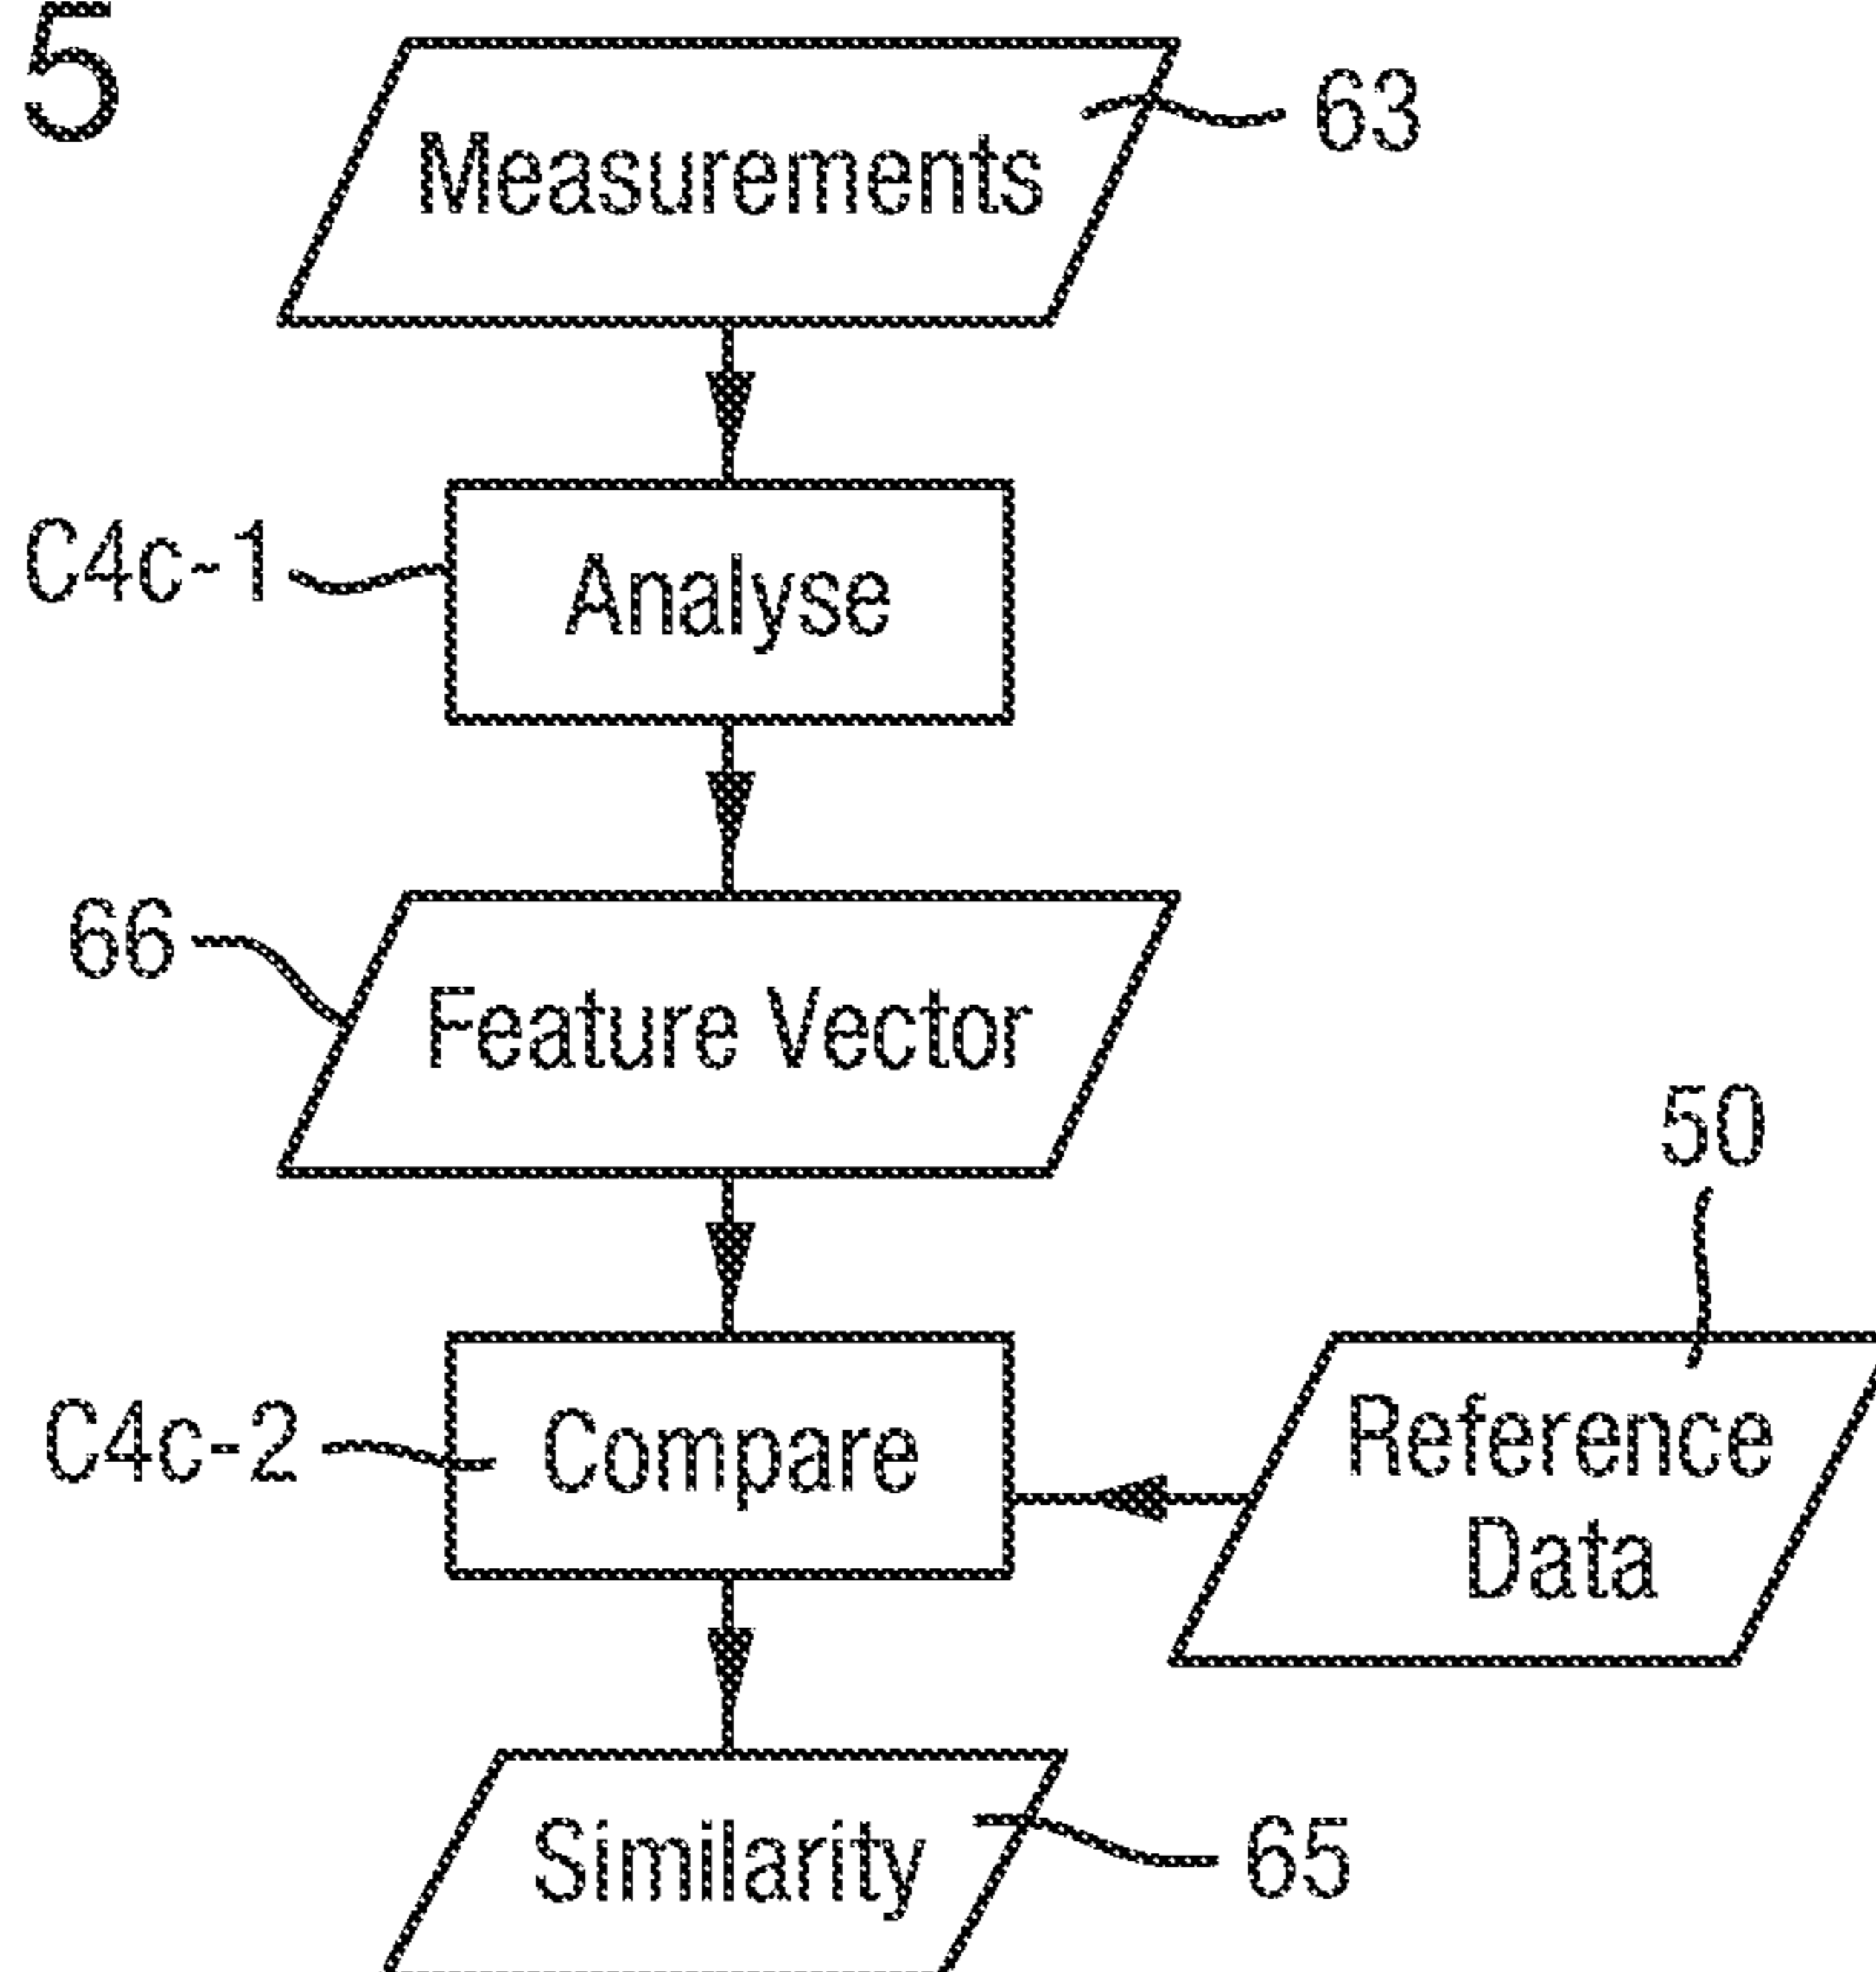 5
Measurements
63
C4c-1
Analyse
66
Feature Vector
50
C4c-2
Compare
Reference
Data
Similarity
65